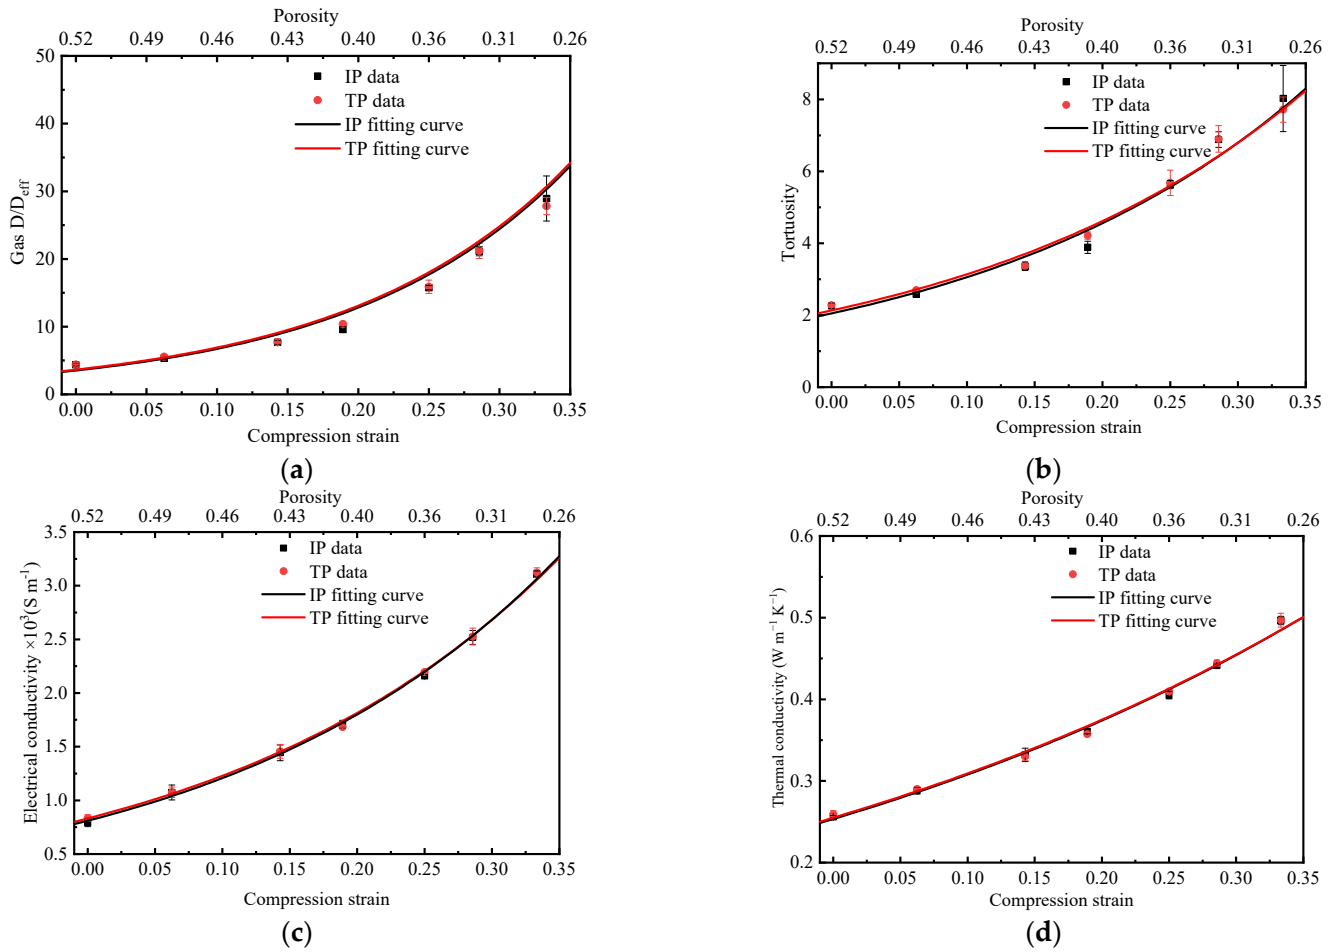 Porosity
0.52 0.49 0.46 0.43 0.40 0.36 0.31 0.26
50
40
30
20
10
0
Gas D/D_eff
IP data
TP data
IP fitting curve
TP fitting curve
0.00 0.05 0.10 0.15 0.20 0.25 0.30 0.35
Compression strain
(a)
Porosity
0.52 0.49 0.46 0.43 0.40 0.36 0.31 0.26
8
6
4
2
0
Tortuosity
IP data
TP data
IP fitting curve
TP fitting curve
0.00 0.05 0.10 0.15 0.20 0.25 0.30 0.35
Compression strain
(b)
Porosity
0.52 0.49 0.46 0.43 0.40 0.36 0.31 0.26
3.5
3.0
2.5
2.0
1.5
1.0
0.5
Electrical conductivity ×10³(S m⁻¹)
IP data
TP data
IP fitting curve
TP fitting curve
0.00 0.05 0.10 0.15 0.20 0.25 0.30 0.35
Compression strain
(c)
Porosity
0.52 0.49 0.46 0.43 0.40 0.36 0.31 0.26
0.6
0.5
0.4
0.3
0.2
Thermal conductivity (W m⁻¹ K⁻¹)
IP data
TP data
IP fitting curve
TP fitting curve
0.00 0.05 0.10 0.15 0.20 0.25 0.30 0.35
Compression strain
(d)